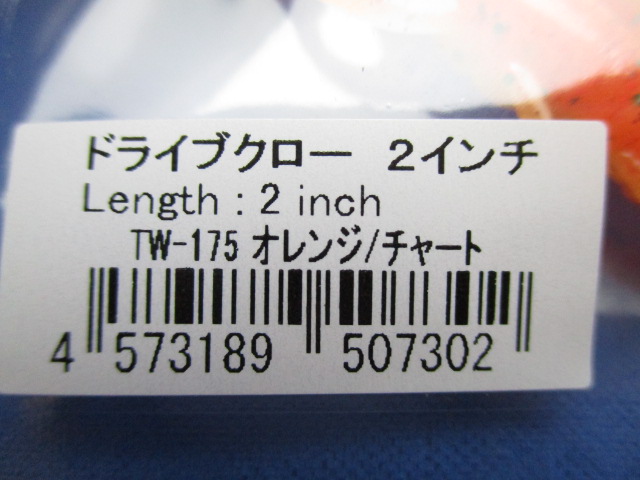 ドライブクロー　２インチ
Length : 2 inch
TW-175 オレンジ/チャート
4 573189 507302